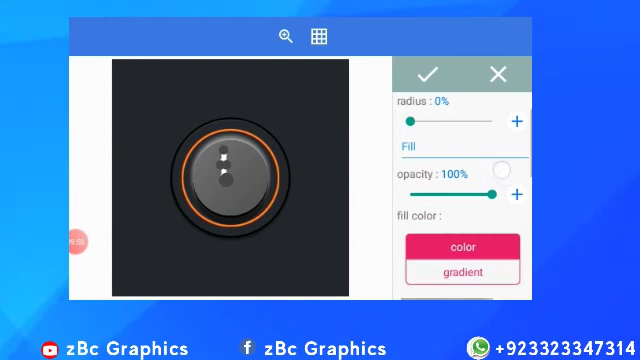 radius : 0%
Fill
opacity : 100%
fill color :
color
gradient
zBc Graphics
zBc Graphics
+923323347314